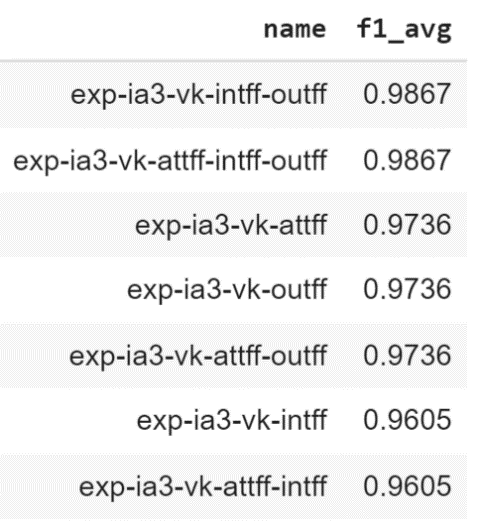 name f1_avg
exp-ia3-vk-intff-outff 0.9867
exp-ia3-vk-attff-intff-outff 0.9867
exp-ia3-vk-attff 0.9736
exp-ia3-vk-outff 0.9736
exp-ia3-vk-attff-outff 0.9736
exp-ia3-vk-intff 0.9605
exp-ia3-vk-attff-intff 0.9605